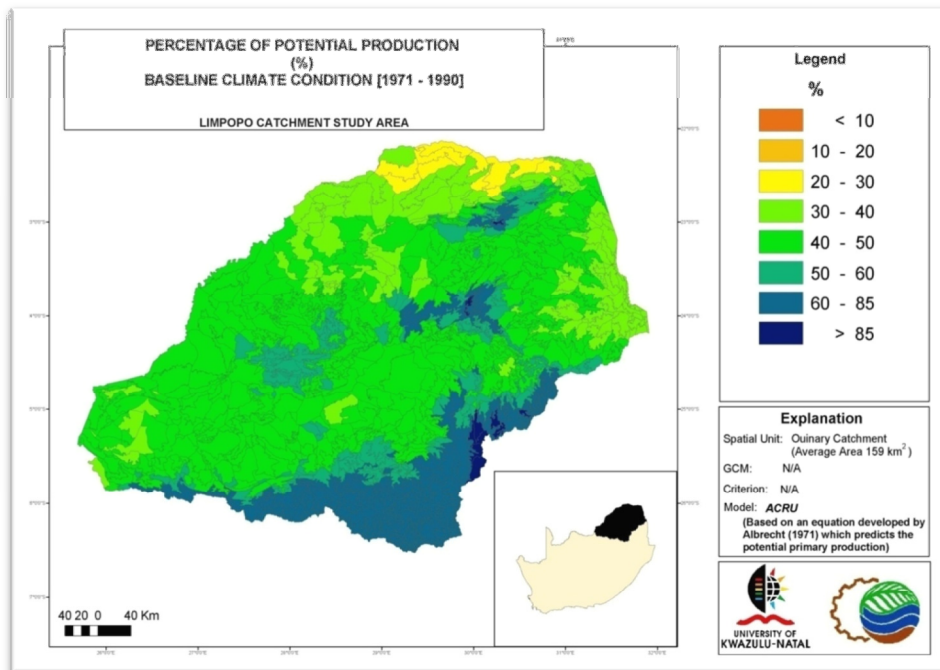 PERCENTAGE OF POTENTIAL PRODUCTION
(%)
BASELINE CLIMATE CONDITION [1971 - 1990]
LIMPOPO CATCHMENT STUDY AREA
Legend
%
< 10
10 - 20
20 - 30
30 - 40
40 - 50
50 - 60
60 - 85
> 85
40 20 0 40 Km
Explanation
Spatial Unit: Ouinary Catchment
(Average Area 159 km²)
GCM: N/A
Criterion: N/A
Model: ACRU
(Based on an equation developed by
Albrecht (1971) which predicts the
potential primary production)
UNIVERSITY OF
KWAZULU-NATAL